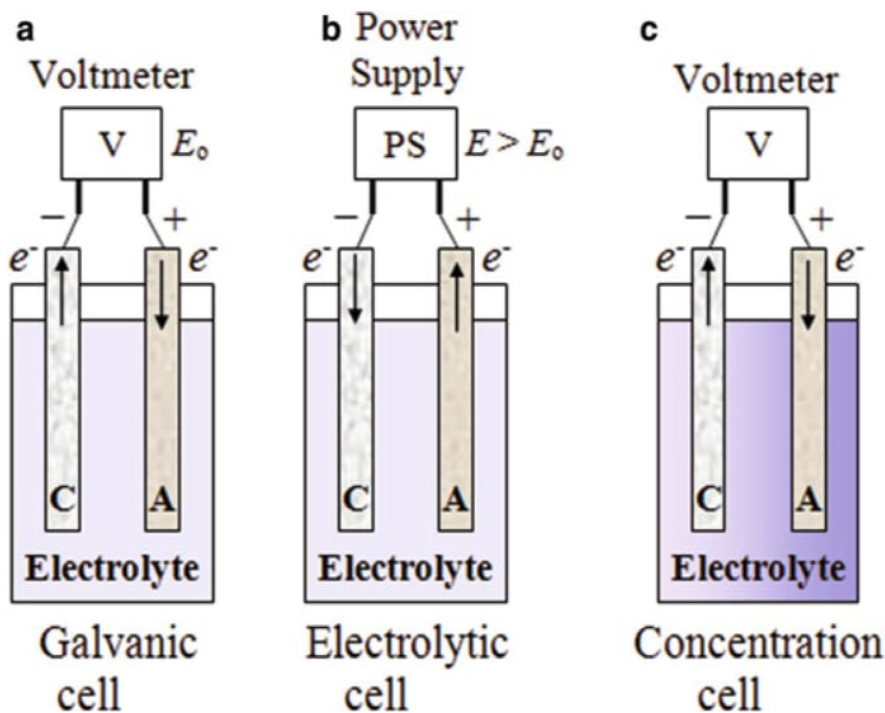 a
Voltmeter
V
E₀
− +
e⁻ e⁻
C A
Electrolyte
Galvanic
cell
b
Power
Supply
PS
E > E₀
− +
e⁻ e⁻
C A
Electrolyte
Electrolytic
cell
c
Voltmeter
V
− +
e⁻ e⁻
C A
Electrolyte
Concentration
cell